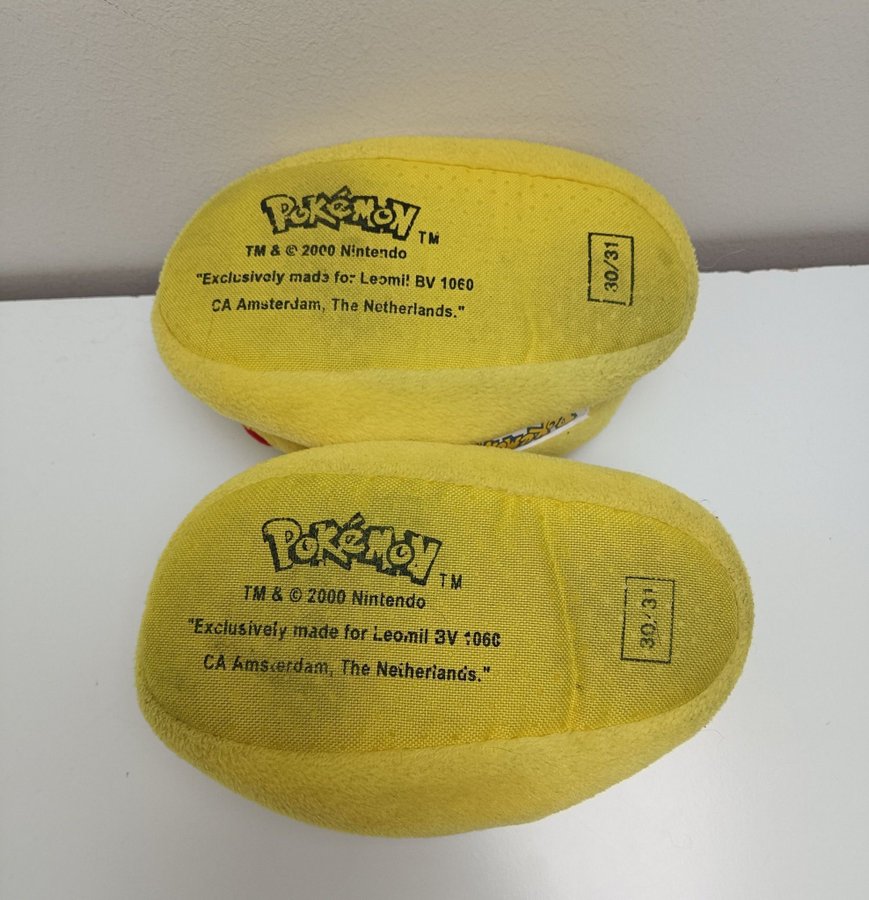 POKéMON TM
TM & © 2000 Nintendo
"Exclusively made for Leomil BV 1060
CA Amsterdam, The Netherlands."
30/31
POKéMON
POKéMON TM
TM & © 2000 Nintendo
"Exclusively made for Leomil BV 1060
CA Amsterdam, The Netherlands."
30/31